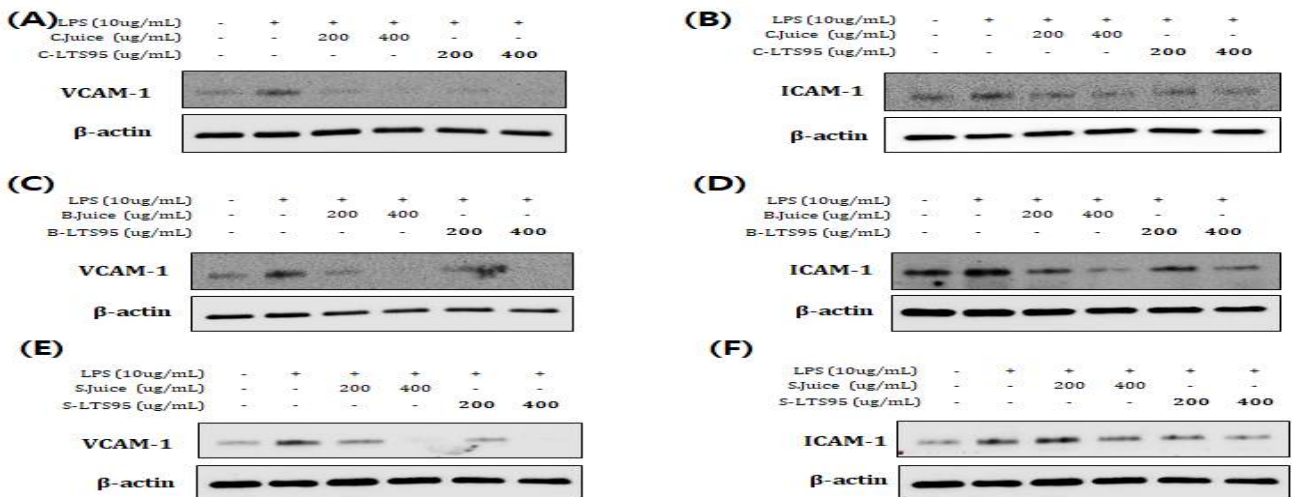 (A)
LPS (10ug/mL) - + + + + +
C.Juice (ug/mL) - - 200 400 - -
C-LTS95 (ug/mL) - - - - 200 400
VCAM-1
β-actin
(B)
LPS (10ug/mL) - + + + + +
C.Juice (ug/mL) - - 200 400 - -
C-LTS95 (ug/mL) - - - - 200 400
ICAM-1
β-actin
(C)
LPS (10ug/mL) - + + + + +
B.Juice (ug/mL) - - 200 400 - -
B-LTS95 (ug/mL) - - - - 200 400
VCAM-1
β-actin
(D)
LPS (10ug/mL) - + + + + +
B.Juice (ug/mL) - - 200 400 - -
B-LTS95 (ug/mL) - - - - 200 400
ICAM-1
β-actin
(E)
LPS (10ug/mL) - + + + + +
S.Juice (ug/mL) - - 200 400 - -
S-LTS95 (ug/mL) - - - - 200 400
VCAM-1
β-actin
(F)
LPS (10ug/mL) - + + + + +
S.Juice (ug/mL) - - 200 400 - -
S-LTS95 (ug/mL) - - - - 200 400
ICAM-1
β-actin